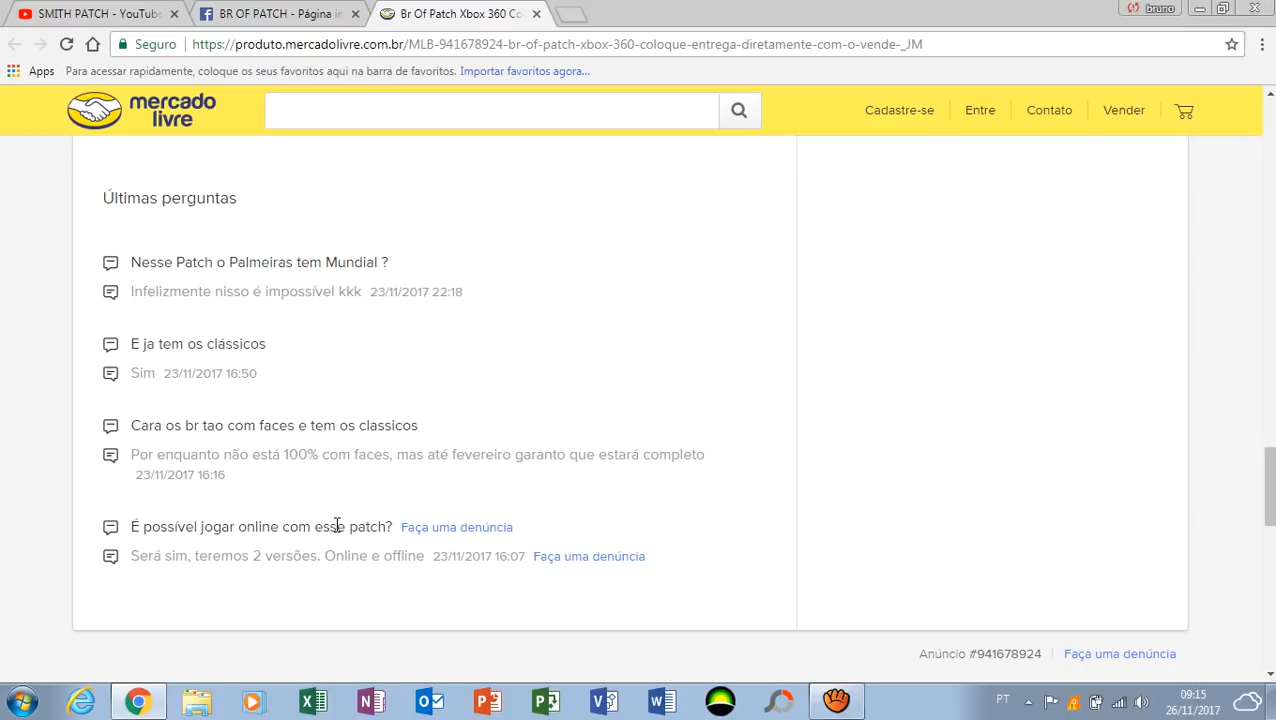 SMITH PATCH - YouTube
BR OF PATCH - Página in
Br Of Patch Xbox 360 Co
bruno
Seguro
https://produto.mercadolivre.com.br/MLB-941678924-br-of-patch-xbox-360-coloque-entrega-diretamente-com-o-vende-_JM
Apps
Para acessar rapidamente, coloque os seus favoritos aqui na barra de favoritos. Importar favoritos agora...
mercado
livre
Cadastre-se
Entre
Contato
Vender
Últimas perguntas
Nesse Patch o Palmeiras tem Mundial ?
Infelizmente nisso é impossível kkk 23/11/2017 22:18
E ja tem os clássicos
Sim 23/11/2017 16:50
Cara os br tao com faces e tem os classicos
Por enquanto não está 100% com faces, mas até fevereiro garanto que estará completo
23/11/2017 16:16
É possível jogar online com esse patch? Faça uma denúncia
Será sim, teremos 2 versões. Online e offline 23/11/2017 16:07 Faça uma denúncia
Anúncio #941678924
Faça uma denúncia
PT
09:15
26/11/2017